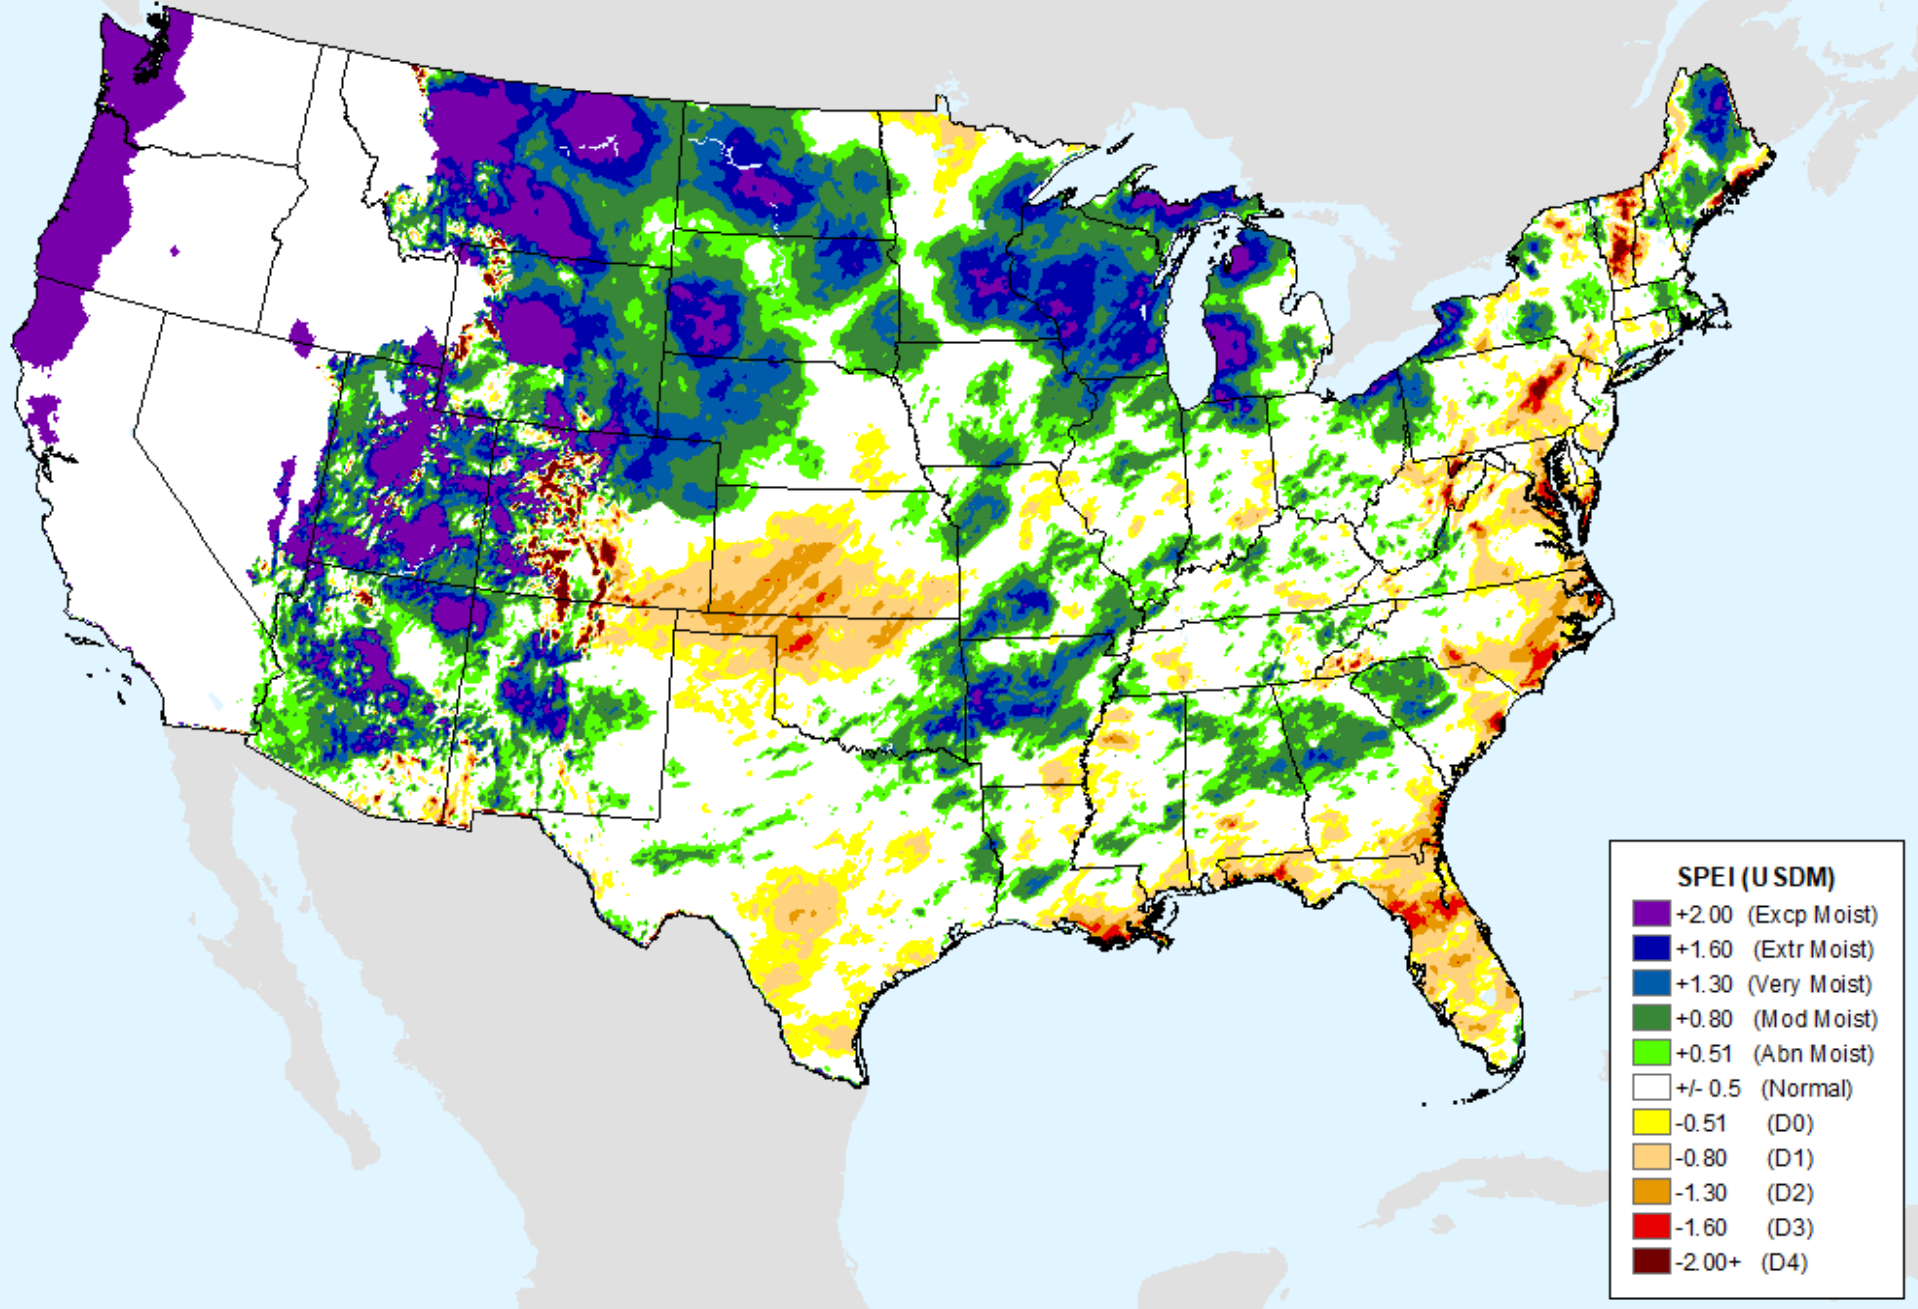 SPEI (USDM)
+2.00 (Excp Moist)
+1.60 (Extr Moist)
+1.30 (Very Moist)
+0.80 (Mod Moist)
+0.51 (Abn Moist)
+/- 0.5 (Normal)
-0.51 (D0)
-0.80 (D1)
-1.30 (D2)
-1.60 (D3)
-2.00+ (D4)